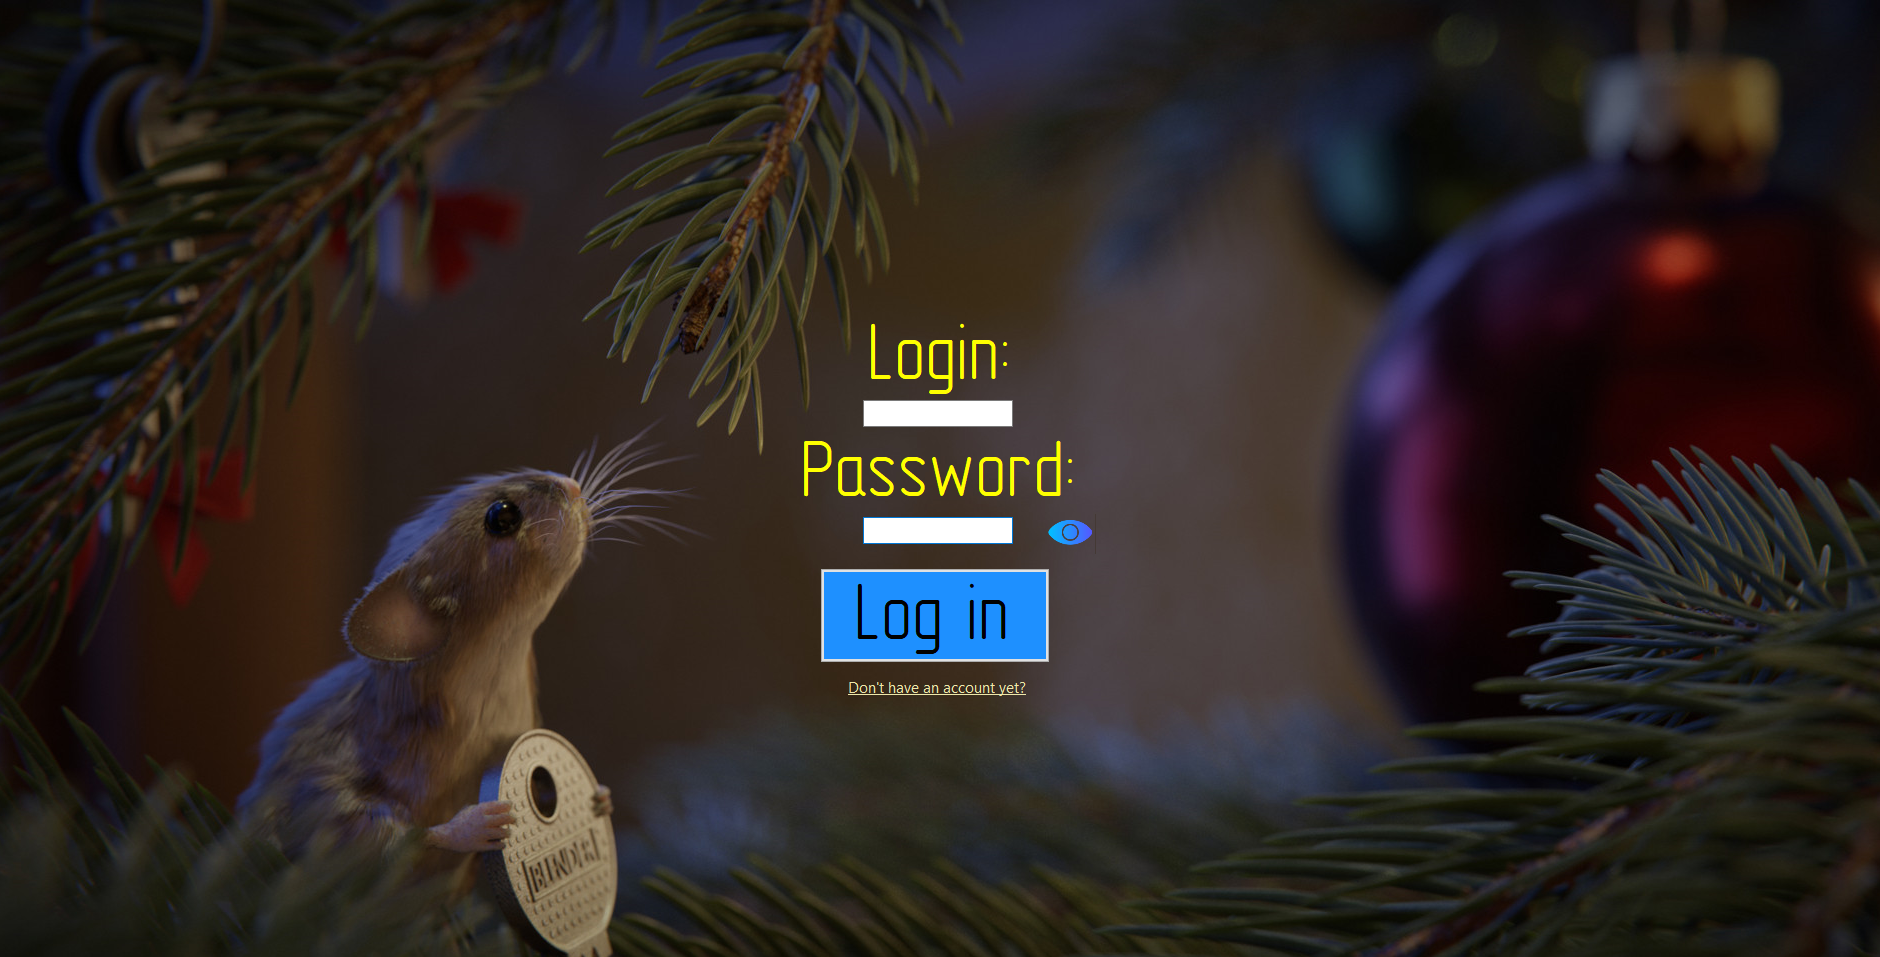 Login:
Password:
Log in
Don't have an account yet?